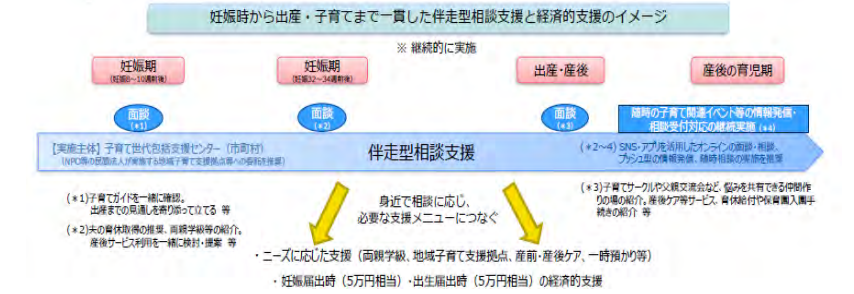 妊娠時から出産・子育てまで一貫した伴走型相談支援と経済的支援のイメージ
※ 継続的に実施
妊娠期
(妊娠8~10週前後)
妊娠期
(妊娠32~34週前後)
出産・産後
産後の育児期
面談
(*1)
面談
(*2)
面談
(*3)
随時の子育て関連イベント等の情報発信・
相談受付対応の継続実施 (*4)
【実施主体】子育て世代包括支援センター(市町村)
(NPO等の民間法人が実施する地域子育て支援拠点等への委託を推奨)
伴走型相談支援
(*2~4) SNS・アプリを活用したオンラインの面談・相談、
プッシュ型の情報発信、随時相談の実施を推奨
(*1)子育てガイドを一緒に確認。
出産までの見通しを寄り添って立てる 等
(*2)夫の育休取得の推奨、両親学級等の紹介。
産後サービス利用を一緒に検討・提案 等
身近で相談に応じ、
必要な支援メニューにつなぐ
(*3)子育てサークルや父親交流会など、悩みを共有できる仲間作
りの場の紹介。産後ケア等サービス、育休給付や保育園入園手
続きの紹介 等
・ニーズに応じた支援(両親学級、地域子育て支援拠点、産前・産後ケア、一時預かり等)
・妊娠届出時(5万円相当)・出生届出時(5万円相当)の経済的支援